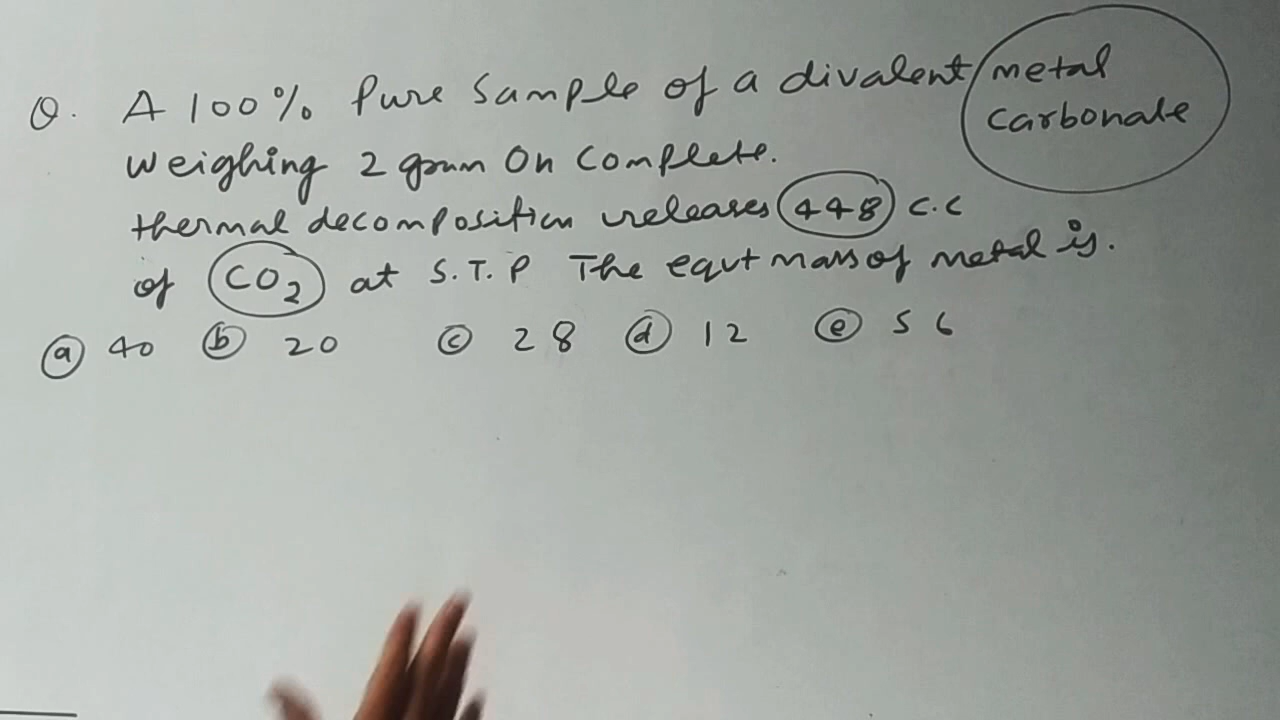 Q. A 100% Pure Sample of a divalent metal carbonate
weighing 2 gram On Complete.
thermal decomposition releases 448 C.C
of CO2 at S.T.P The equt mass of metal is.
(a) 40 (b) 20 (c) 28 (d) 12 (e) 56